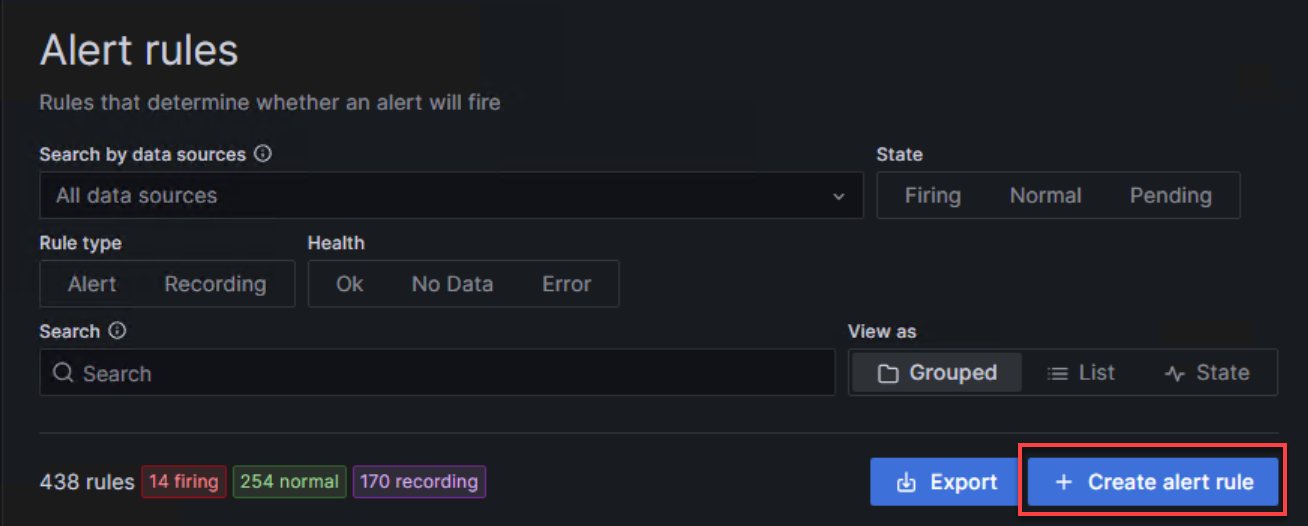 Alert rules
Rules that determine whether an alert will fire
Search by data sources
State
All data sources
Firing Normal Pending
Rule type
Health
Alert Recording
Ok No Data Error
Search
View as
Search
Grouped List State
438 rules 14 firing 254 normal 170 recording
Export
Create alert rule